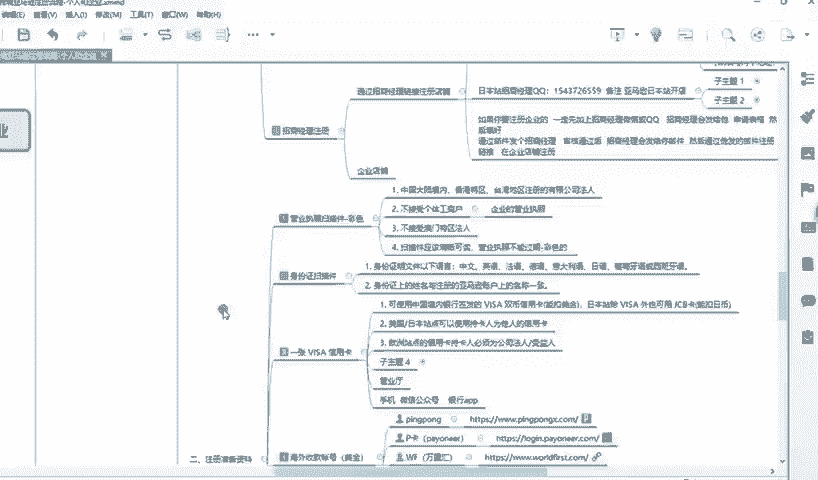 编辑(E) 查看(V) 插入(I) 修改(M) 工具(T) 窗口(W) 帮助(H)
子主题 1
通过招商经理链接注册店铺
日本站招商经理QQ：1543726559 备注 亚马逊日本站开店
子主题 2
招商经理注册
如果你要注册企业的 一定先加上招商经理微信或QQ 招商经理会发给你 申请表格 然后填好
通过邮件发个招商经理 审核通过后 招商经理会发给你邮件 然后通过他发的邮件注册链接 在企业店铺注册
企业店铺
业
1. 中国大陆境内、香港特区、台湾地区注册的有限公司法人
营业执照扫描件-彩色
2. 不接受个体工商户
企业的营业执照
3. 不接受澳门特区法人
4. 扫描件应该清晰可读、营业执照不能过期-彩色的
身份证扫描件
1. 身份证明文件以下语言：中文、英语、法语、德语、意大利语、日语、葡萄牙语或西班牙语。
2. 身份证上的姓名与注册的亚马逊账户上的名称一致。
1. 可使用中国境内银行签发的 VISA 双币信用卡(能扣美金)，日本站除 VISA 外也可用 JCB卡(能扣日币)
2. 美国/日本站点可以使用持卡人为他人的信用卡
3. 欧洲站点的信用卡持卡人必须为公司法人/受益人
一张 VISA 信用卡
子主题 4
营业厅
手机 微信公众号 银行app
pingpong
https://www.pingpongx.com/
P卡（payoneer）
https://login.payoneer.com/
二、注册准备资料
海外收款帐号（美金）
WF（万里汇）
https://www.worldfirst.com/